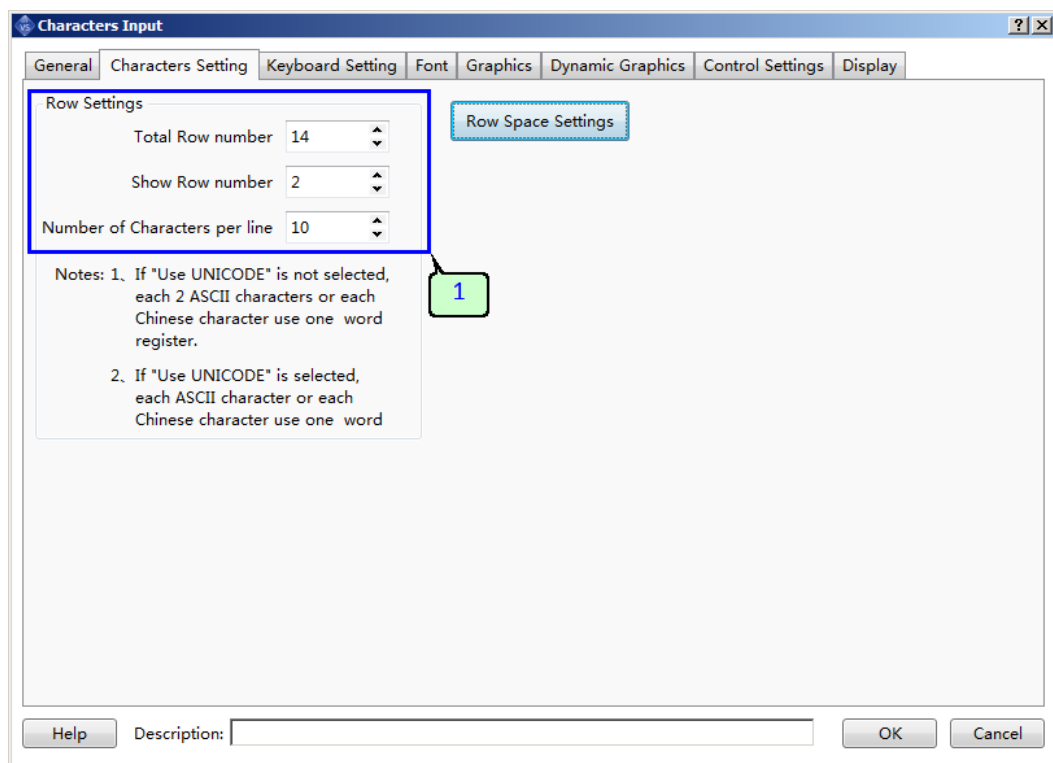 Characters Input
General Characters Setting Keyboard Setting Font Graphics Dynamic Graphics Control Settings Display
Row Settings
Row Space Settings
Total Row number 14
Show Row number 2
Number of Characters per line 10
1
Notes: 1、If "Use UNICODE" is not selected,
each 2 ASCII characters or each
Chinese character use one word
register.
2、If "Use UNICODE" is selected,
each ASCII character or each
Chinese character use one word
Help Description: OK Cancel